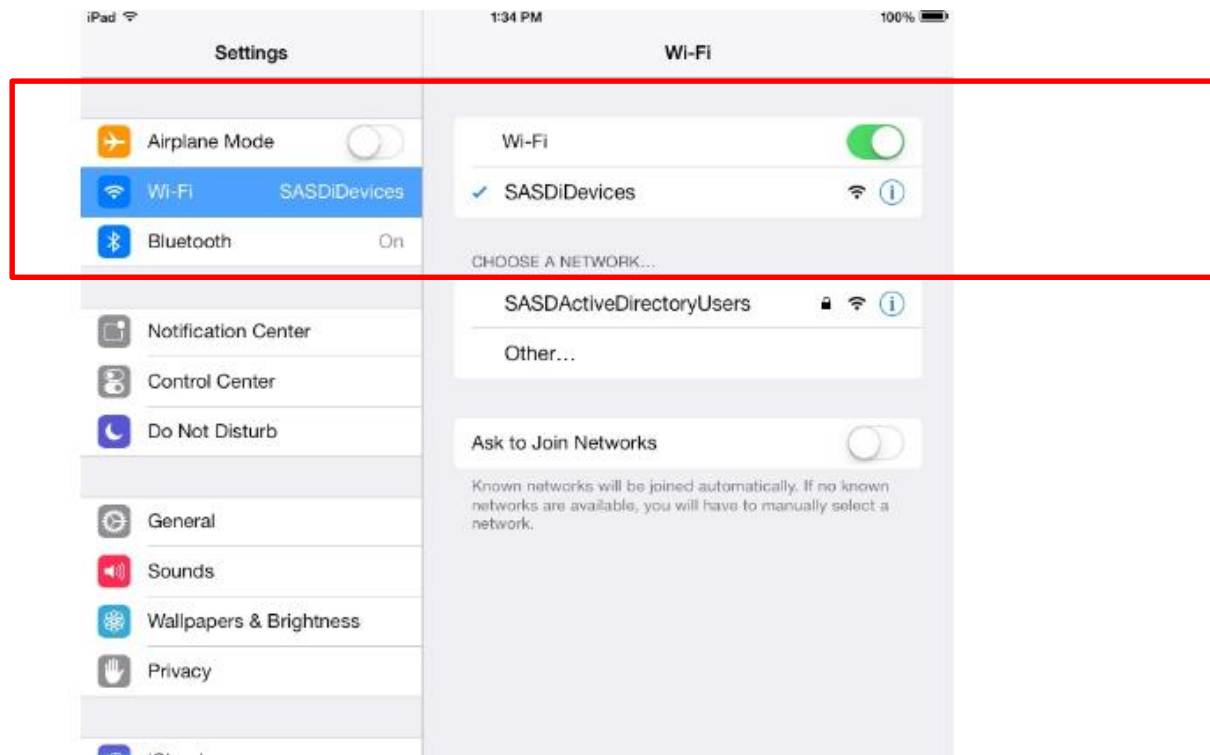 iPad 1:34 PM 100%
Settings
Wi-Fi
Airplane Mode
Wi-Fi SASDiDevices
Bluetooth On
Notification Center
Control Center
Do Not Disturb
General
Sounds
Wallpapers & Brightness
Privacy
Wi-Fi
SASDiDevices
CHOOSE A NETWORK...
SASDActiveDirectoryUsers
Other...
Ask to Join Networks
Known networks will be joined automatically. If no known
networks are available, you will have to manually select a
network.